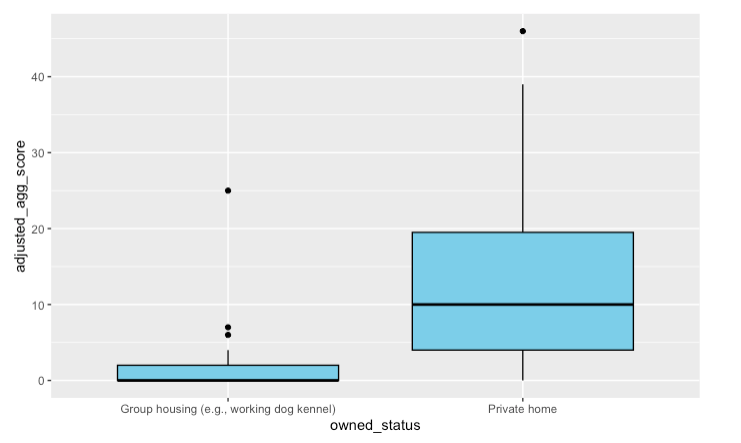 adjusted_agg_score
40
30
20
10
0
Group housing (e.g., working dog kennel)
Private home
owned_status